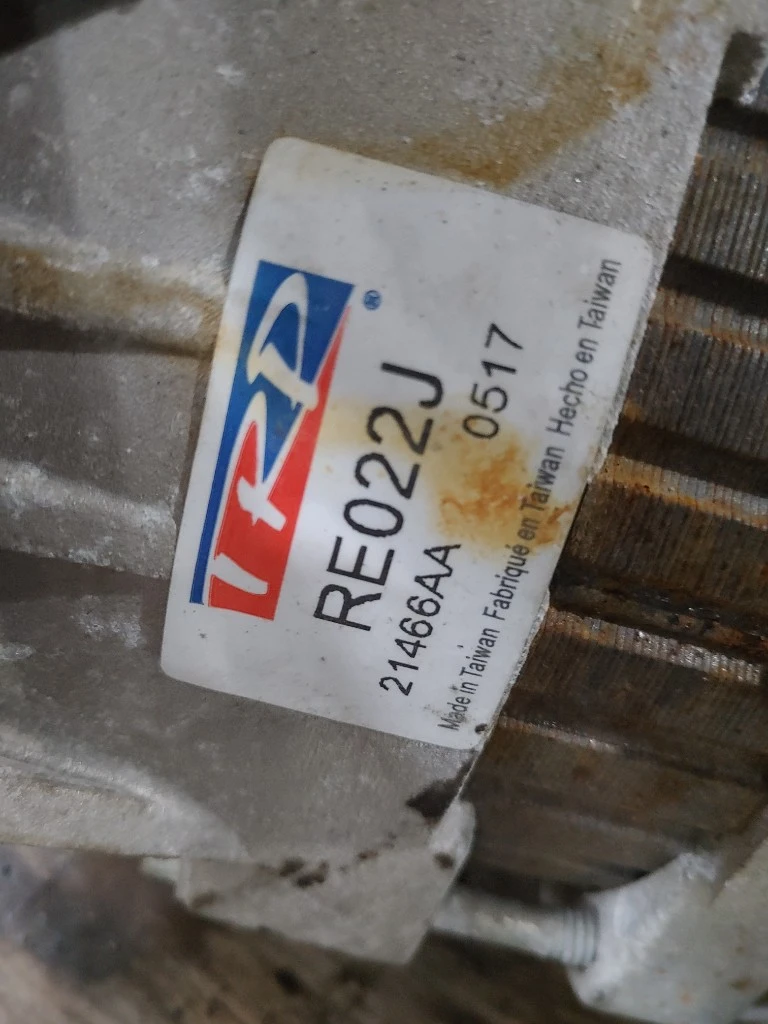 TRP®
RE022J
21466AA 0517
Made in Taiwan Fabriqué en Taiwan Hecho en Taiwan